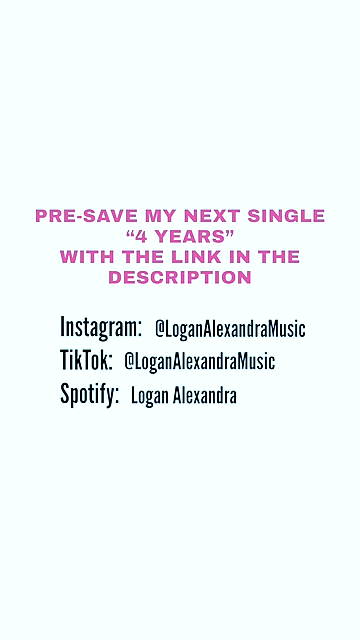 PRE-SAVE MY NEXT SINGLE
“4 YEARS”
WITH THE LINK IN THE
DESCRIPTION
Instagram: @LoganAlexandraMusic
TikTok: @LoganAlexandraMusic
Spotify: Logan Alexandra